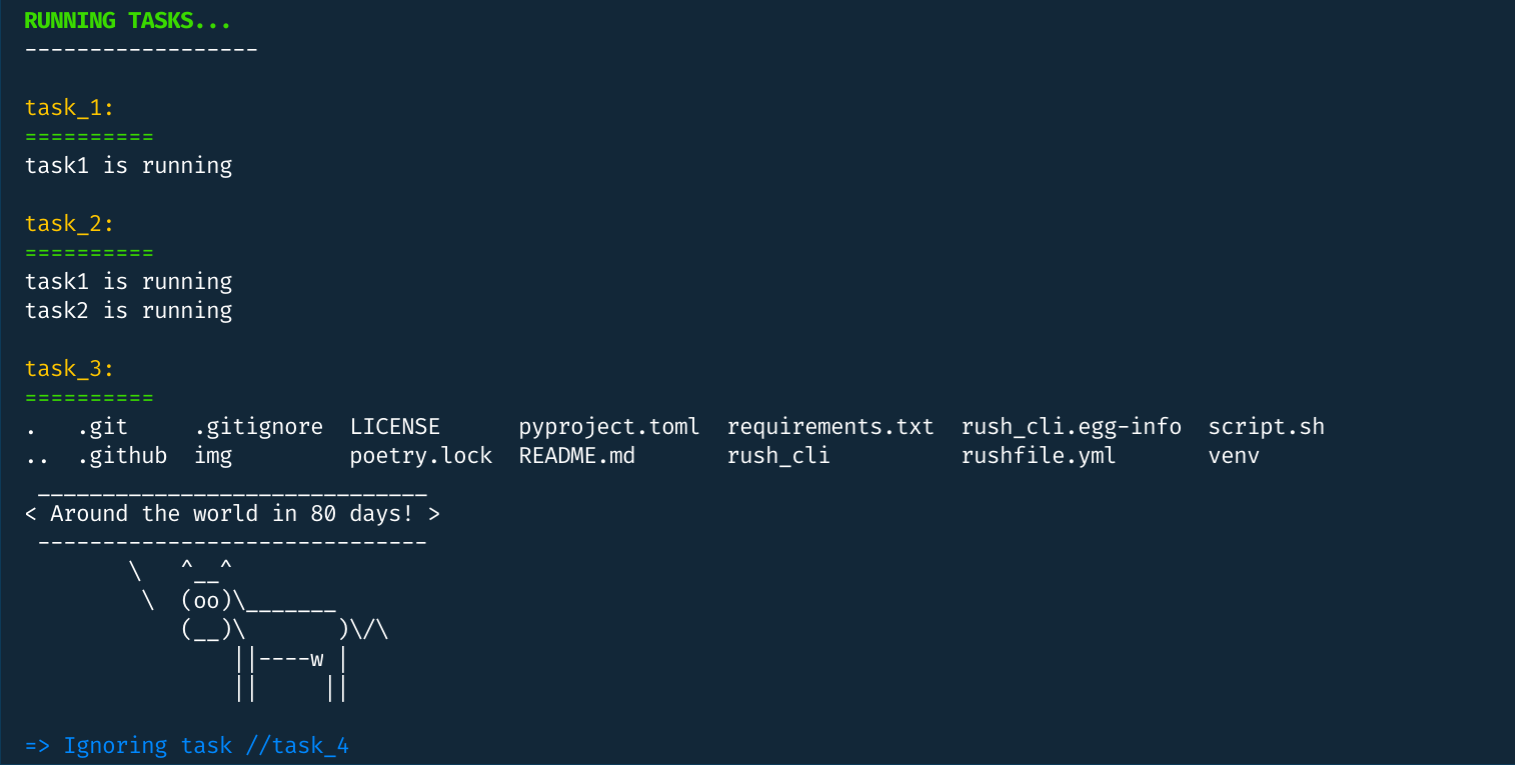 RUNNING TASKS...
------------------

task_1:
==========
task1 is running

task_2:
==========
task1 is running
task2 is running

task_3:
==========
.   .git     .gitignore  LICENSE      pyproject.toml  requirements.txt  rush_cli.egg-info  script.sh
..  .github  img         poetry.lock  README.md       rush_cli          rushfile.yml       venv
 ______________________________
< Around the world in 80 days! >
 ------------------------------
        \   ^__^
         \  (oo)\_______
            (__)\       )\/\
                ||----w |
                ||     ||

=> Ignoring task //task_4